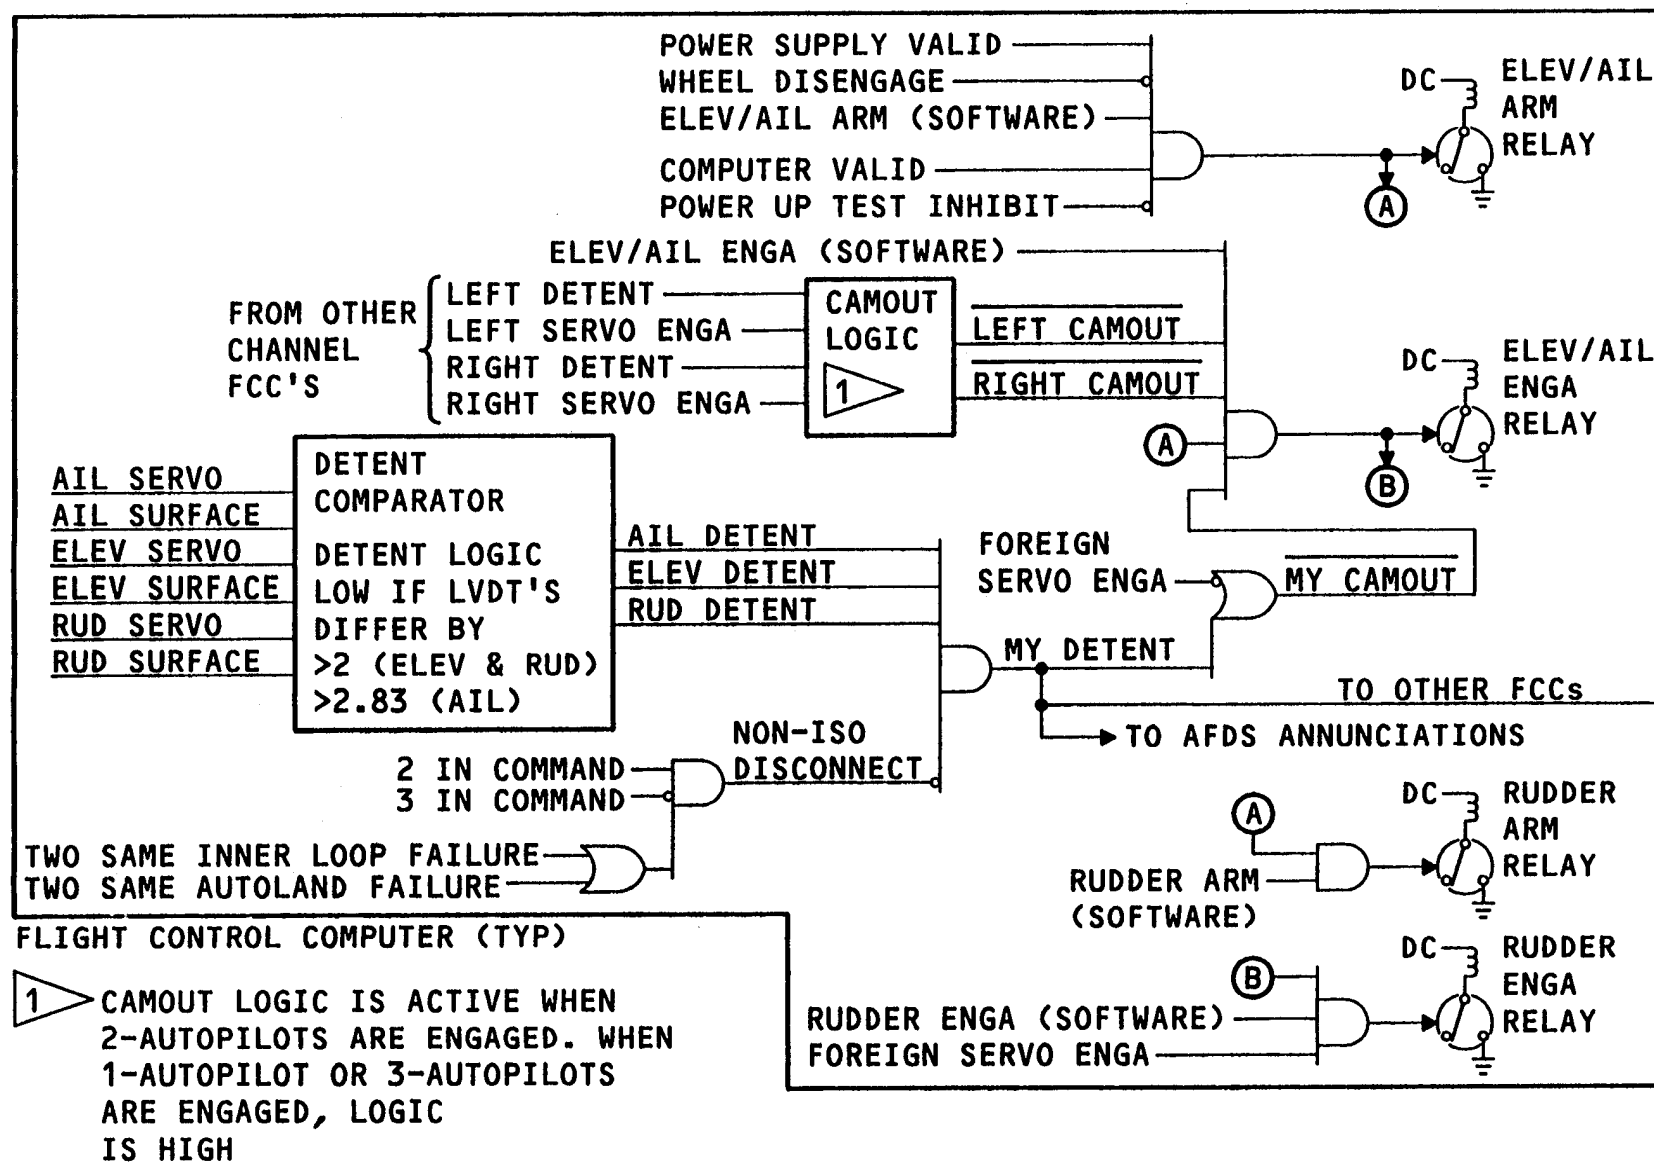 POWER SUPPLY VALID
WHEEL DISENGAGE
ELEV/AIL ARM (SOFTWARE)
COMPUTER VALID
POWER UP TEST INHIBIT
A
DC
ELEV/AIL
ARM
RELAY
ELEV/AIL ENGA (SOFTWARE)
FROM OTHER
CHANNEL
FCC'S
LEFT DETENT
LEFT SERVO ENGA
RIGHT DETENT
RIGHT SERVO ENGA
CAMOUT
LOGIC
1
LEFT CAMOUT
RIGHT CAMOUT
A
B
DC
ELEV/AIL
ENGA
RELAY
AIL SERVO
AIL SURFACE
ELEV SERVO
ELEV SURFACE
RUD SERVO
RUD SURFACE
DETENT
COMPARATOR
DETENT LOGIC
LOW IF LVDT'S
DIFFER BY
>2 (ELEV & RUD)
>2.83 (AIL)
AIL DETENT
ELEV DETENT
RUD DETENT
FOREIGN
SERVO ENGA
MY CAMOUT
MY DETENT
TO OTHER FCCs
TO AFDS ANNUNCIATIONS
NON-ISO
DISCONNECT
2 IN COMMAND
3 IN COMMAND
TWO SAME INNER LOOP FAILURE
TWO SAME AUTOLAND FAILURE
A
RUDDER ARM
(SOFTWARE)
DC
RUDDER
ARM
RELAY
B
RUDDER ENGA (SOFTWARE)
FOREIGN SERVO ENGA
DC
RUDDER
ENGA
RELAY
FLIGHT CONTROL COMPUTER (TYP)
1
CAMOUT LOGIC IS ACTIVE WHEN
2-AUTOPILOTS ARE ENGAGED. WHEN
1-AUTOPILOT OR 3-AUTOPILOTS
ARE ENGAGED, LOGIC
IS HIGH